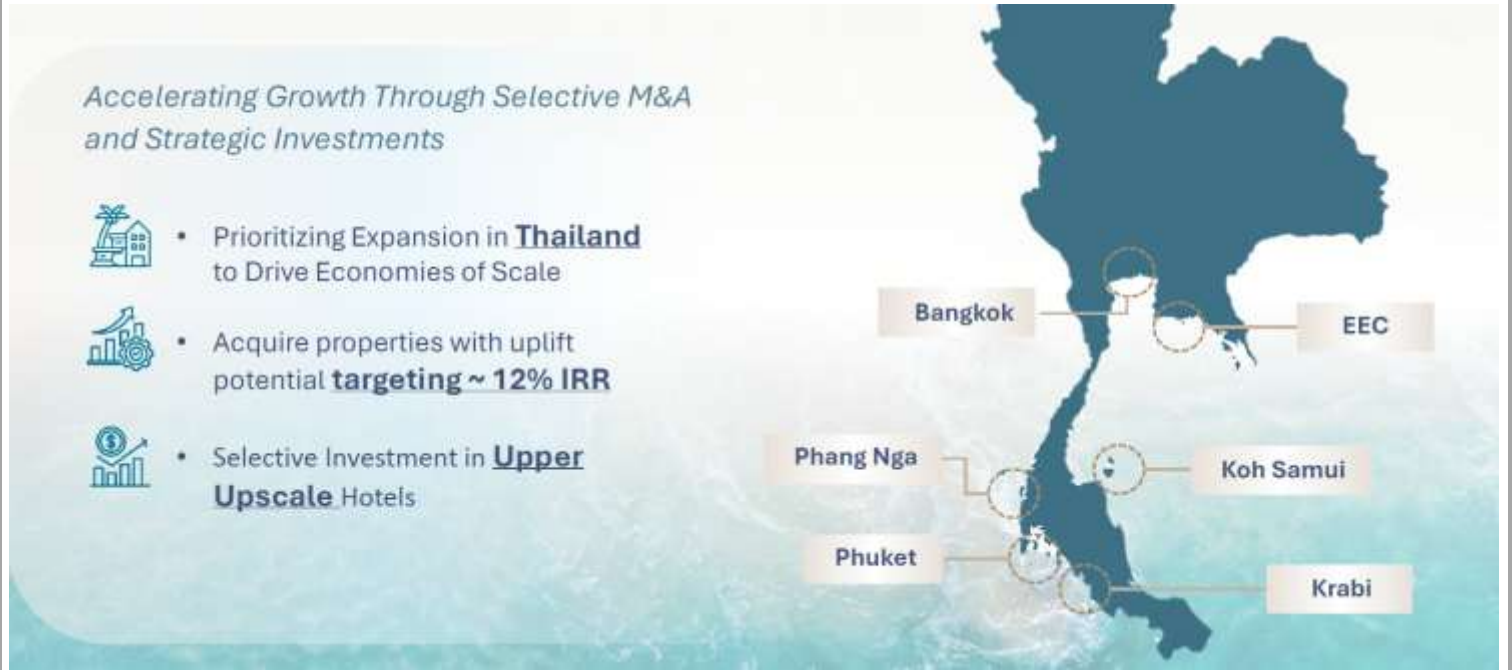 Accelerating Growth Through Selective M&A
and Strategic Investments
• Prioritizing Expansion in Thailand
to Drive Economies of Scale
• Acquire properties with uplift
potential targeting ~ 12% IRR
• Selective Investment in Upper
Upscale Hotels
Bangkok
EEC
Phang Nga
Koh Samui
Phuket
Krabi